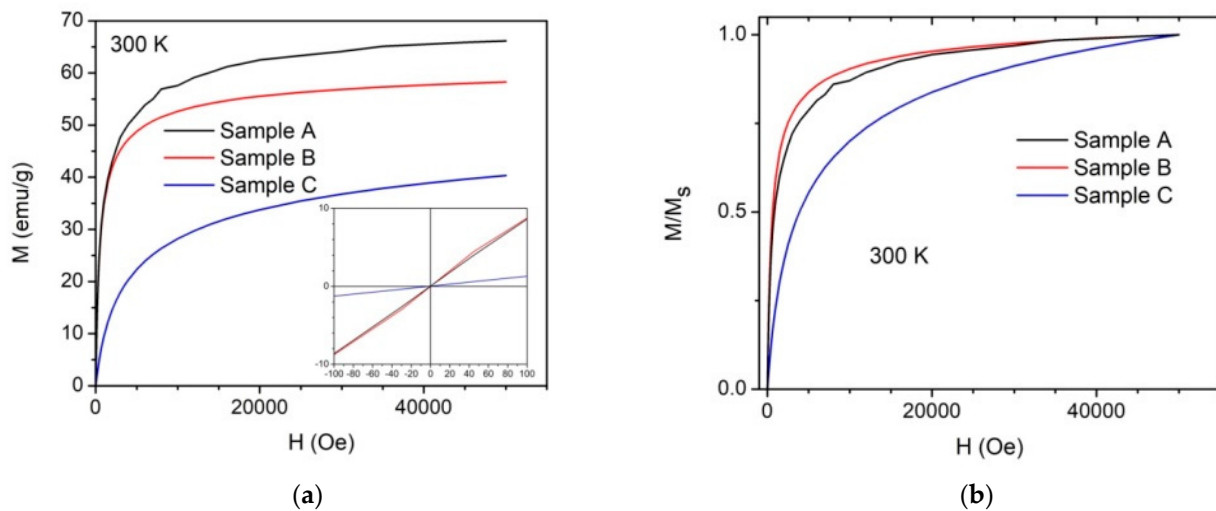 70
60
50
40
30
20
10
0
M (emu/g)
300 K
Sample A
Sample B
Sample C
10
0
-10
-100 -80 -60 -40 -20 0 20 40 60 80 100
0 20000 40000
H (Oe)
(a)
1.0
0.5
0.0
M/Ms
Sample A
Sample B
Sample C
300 K
0 20000 40000
H (Oe)
(b)